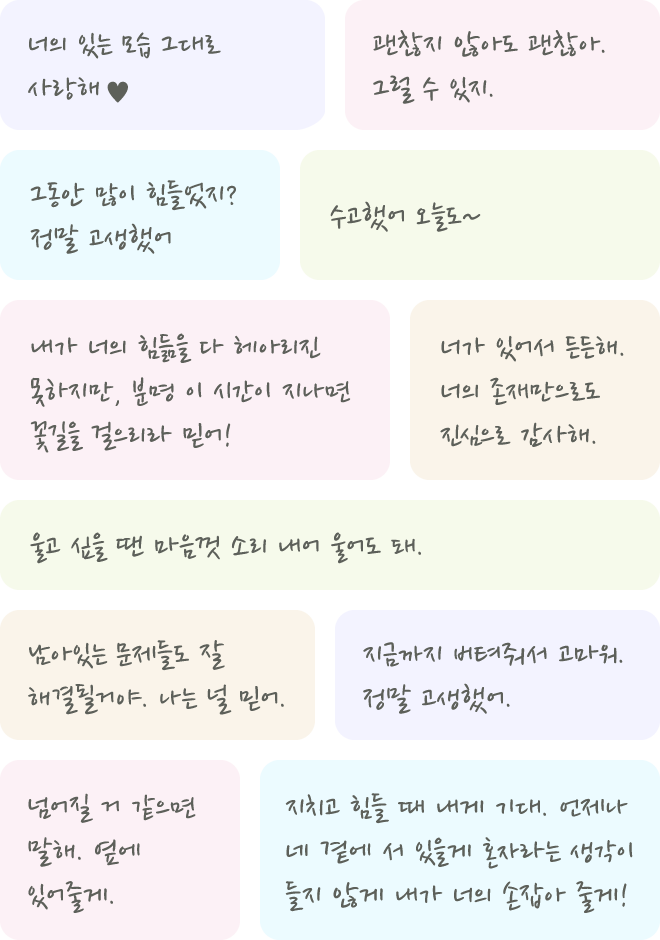 너의 있는 모습 그대로
사랑해 ♥
괜찮지 않아도 괜찮아.
그럴 수 있지.
그동안 많이 힘들었지?
정말 고생했어
수고했어 오늘도~
내가 너의 힘듦을 다 헤아리진
못하지만, 분명 이 시간이 지나면
꽃길을 걸으리라 믿어!
너가 있어서 든든해.
너의 존재만으로도
진심으로 감사해.
울고 싶을 땐 마음껏 소리 내어 울어도 돼.
남아있는 문제들도 잘
해결될거야. 나는 널 믿어.
지금까지 버텨줘서 고마워.
정말 고생했어.
넘어질 거 같으면
말해. 옆에
있어줄게.
지치고 힘들 때 내게 기대. 언제나
네 곁에 서 있을게 혼자라는 생각이
들지 않게 내가 너의 손잡아 줄게!